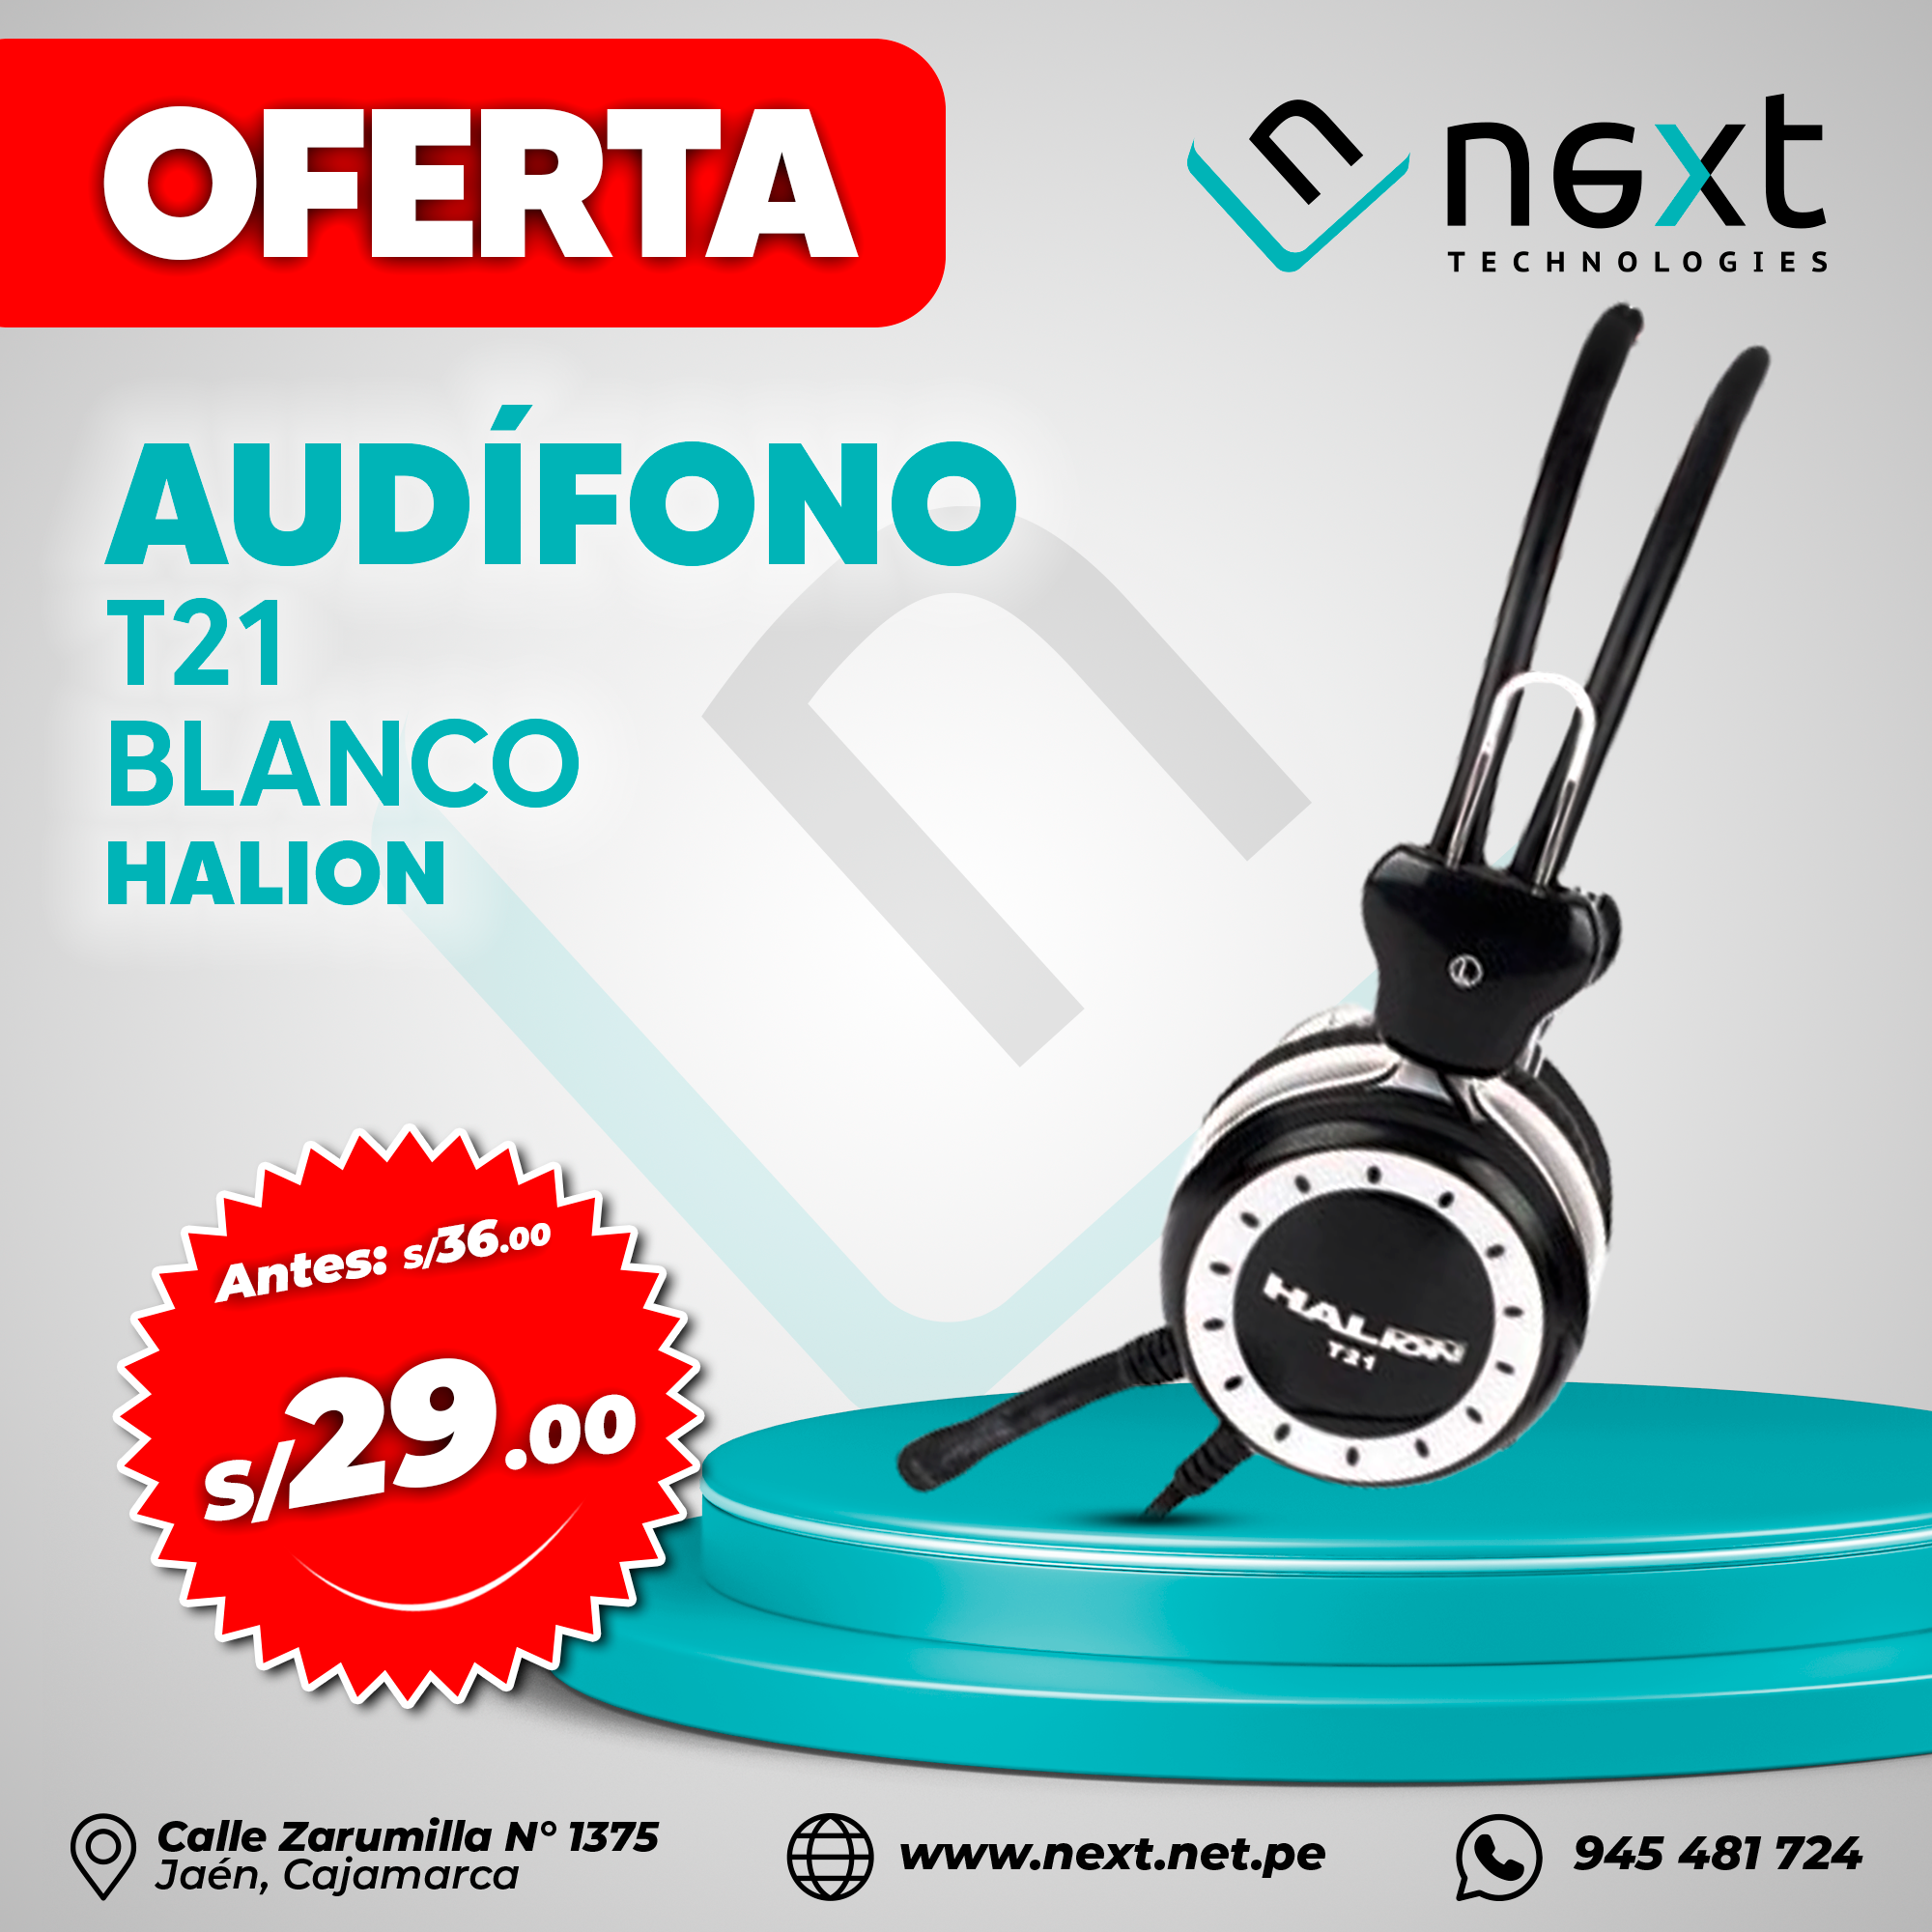 OFERTA
next
TECHNOLOGIES
AUDÍFONO
T21
BLANCO
HALION
HALION
T21
Antes: s/36.00
s/29.00
Calle Zarumilla N° 1375
Jaén, Cajamarca
www.next.net.pe
945 481 724